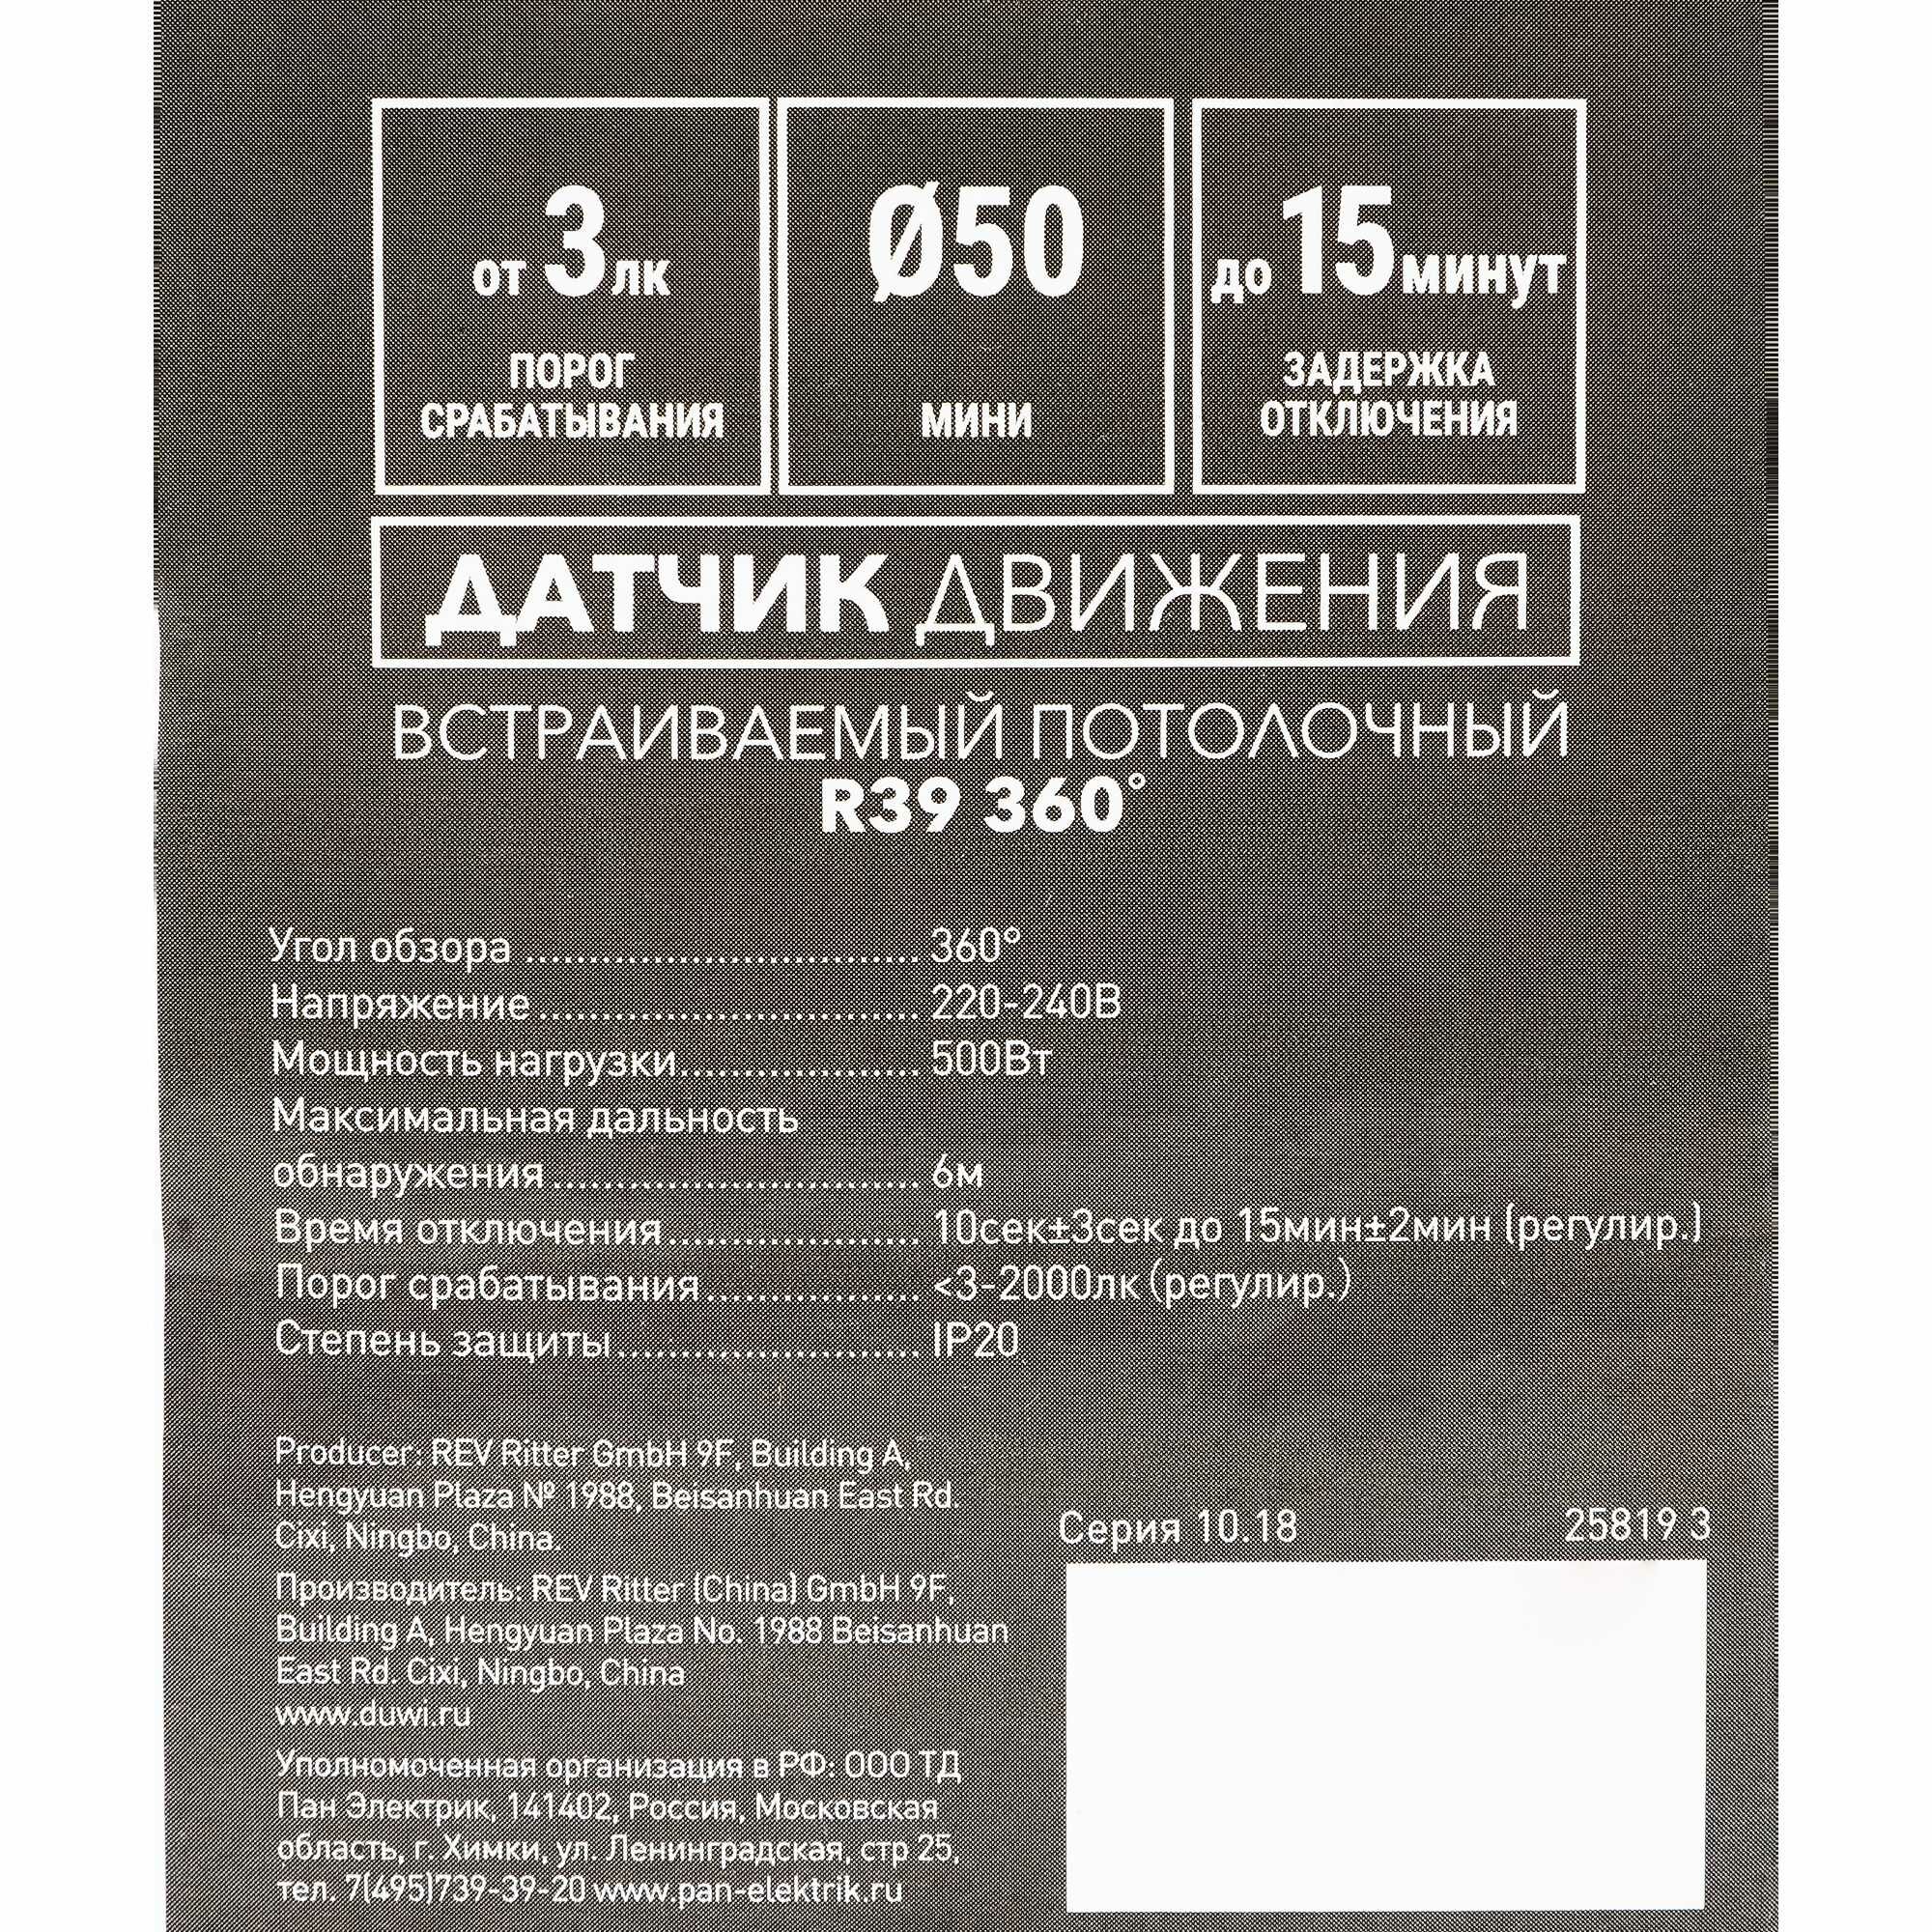 от 3 лк
ПОРОГ
СРАБАТЫВАНИЯ
Ø50
МИНИ
до 15 минут
ЗАДЕРЖКА
ОТКЛЮЧЕНИЯ
ДАТЧИК ДВИЖЕНИЯ
ВСТРАИВАЕМЫЙ ПОТОЛОЧНЫЙ
R39 360°
Угол обзора .............................. 360°
Напряжение ............................. 220-240В
Мощность нагрузки................... 500Вт
Максимальная дальность
обнаружения ............................ 6м
Время отключения.................... 10сек±3сек до 15мин±2мин (регулир.)
Порог срабатывания................. <3-2000лк (регулир.)
Степень защиты....................... IP20
Producer: REV Ritter GmbH 9F, Building A,
Hengyuan Plaza № 1988, Beisanhuan East Rd.
Cixi, Ningbo, China.
Производитель: REV Ritter (China) GmbH 9F,
Building A, Hengyuan Plaza No. 1988 Beisanhuan
East Rd. Cixi, Ningbo, China
www.duwi.ru
Уполномоченная организация в РФ: ООО ТД
Пан Электрик, 141402, Россия, Московская
область, г. Химки, ул. Ленинградская, стр 25,
тел. 7(495)739-39-20 www.pan-elektrik.ru
Серия 10.18
25819 3